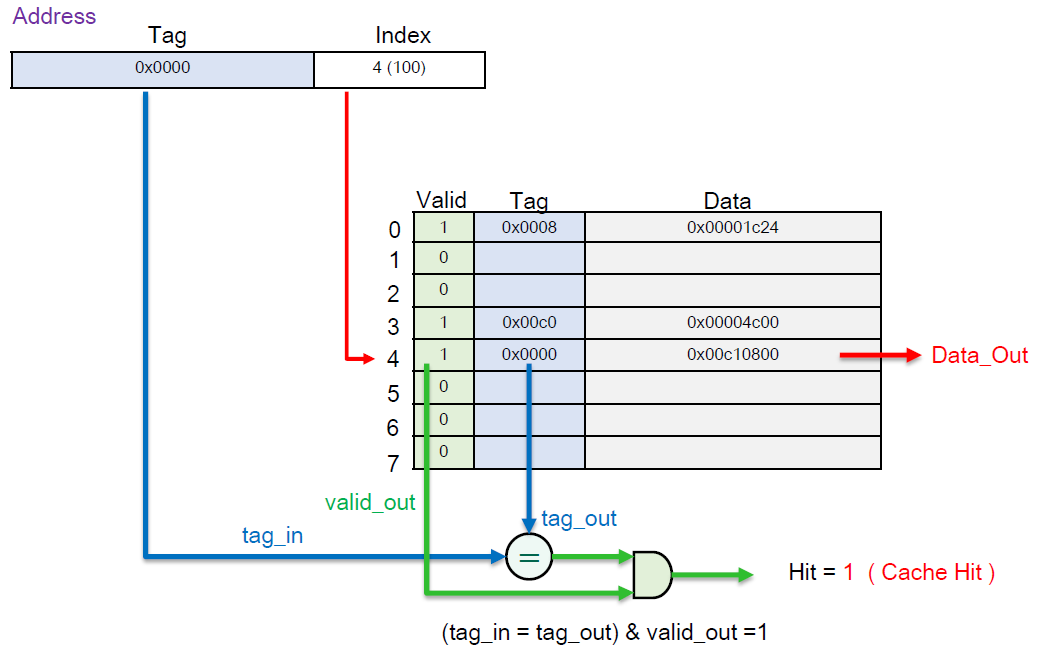 Address
Tag Index
0x0000 4 (100)
Valid Tag Data
0 1 0x0008 0x00001c24
1 0
2 0
3 1 0x00c0 0x00004c00
4 1 0x0000 0x00c10800 Data_Out
5 0
6 0
7 0
valid_out
tag_in
tag_out
=
Hit = 1 ( Cache Hit )
(tag_in = tag_out) & valid_out =1